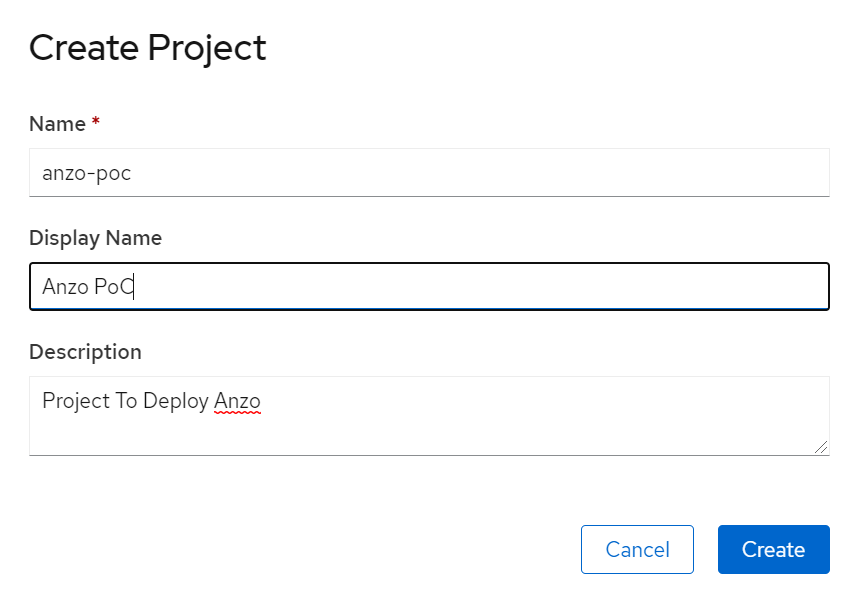 Create Project
Name *
anzo-poc
Display Name
Anzo PoC
Description
Project To Deploy Anzo
Cancel
Create